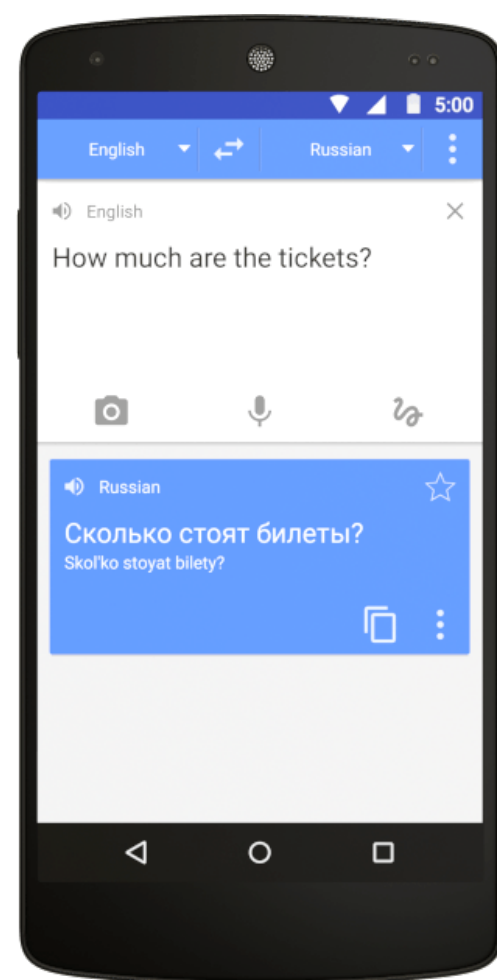 5:00
English
Russian
English
How much are the tickets?
Russian
Сколько стоят билеты?
Skol'ko stoyat bilety?